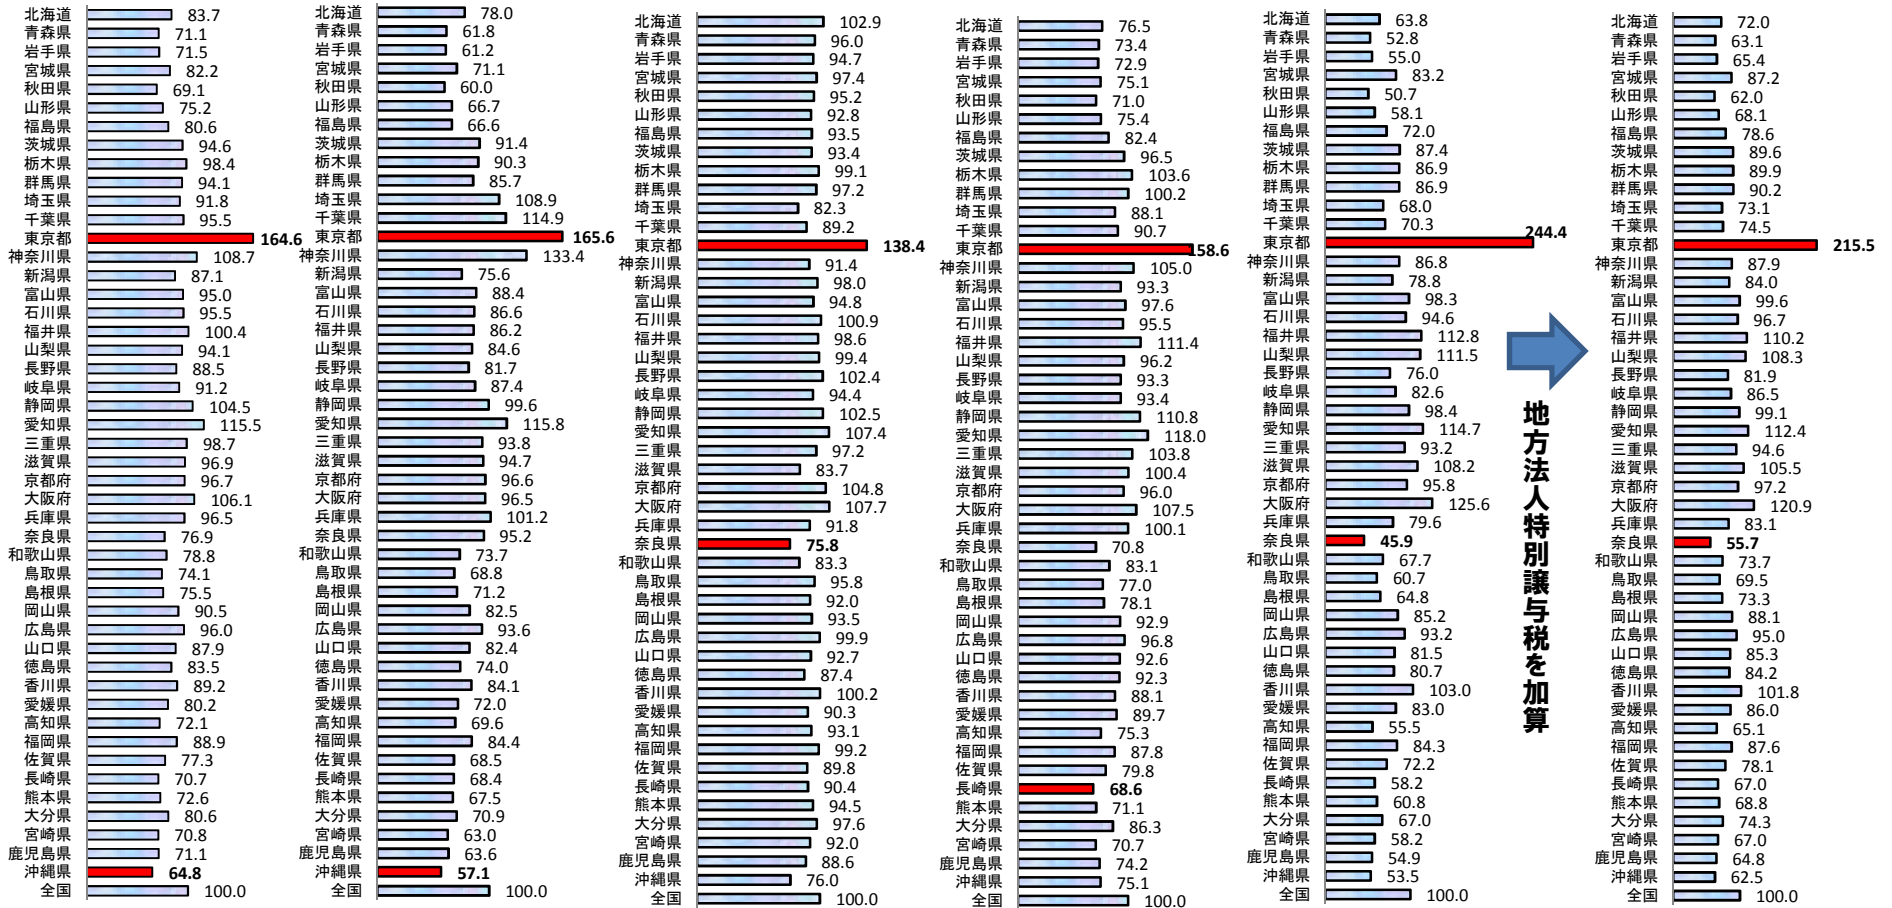 北海道 83.7
青森県 71.1
岩手県 71.5
宮城県 82.2
秋田県 69.1
山形県 75.2
福島県 80.6
茨城県 94.6
栃木県 98.4
群馬県 94.1
埼玉県 91.8
千葉県 95.5
東京都 164.6
神奈川県 108.7
新潟県 87.1
富山県 95.0
石川県 95.5
福井県 100.4
山梨県 94.1
長野県 88.5
岐阜県 91.2
静岡県 104.5
愛知県 115.5
三重県 98.7
滋賀県 96.9
京都府 96.7
大阪府 106.1
兵庫県 96.5
奈良県 76.9
和歌山県 78.8
鳥取県 74.1
島根県 75.5
岡山県 90.5
広島県 96.0
山口県 87.9
徳島県 83.5
香川県 89.2
愛媛県 80.2
高知県 72.1
福岡県 88.9
佐賀県 77.3
長崎県 70.7
熊本県 72.6
大分県 80.6
宮崎県 70.8
鹿児島県 71.1
沖縄県 64.8
全国 100.0
北海道 78.0
青森県 61.8
岩手県 61.2
宮城県 71.1
秋田県 60.0
山形県 66.7
福島県 66.6
茨城県 91.4
栃木県 90.3
群馬県 85.7
埼玉県 108.9
千葉県 114.9
東京都 165.6
神奈川県 133.4
新潟県 75.6
富山県 88.4
石川県 86.6
福井県 86.2
山梨県 84.6
長野県 81.7
岐阜県 87.4
静岡県 99.6
愛知県 115.8
三重県 93.8
滋賀県 94.7
京都府 96.6
大阪府 96.5
兵庫県 101.2
奈良県 95.2
和歌山県 73.7
鳥取県 68.8
島根県 71.2
岡山県 82.5
広島県 93.6
山口県 82.4
徳島県 74.0
香川県 84.1
愛媛県 72.0
高知県 69.6
福岡県 84.4
佐賀県 68.5
長崎県 68.4
熊本県 67.5
大分県 70.9
宮崎県 63.0
鹿児島県 63.6
沖縄県 57.1
全国 100.0
北海道 102.9
青森県 96.0
岩手県 94.7
宮城県 97.4
秋田県 95.2
山形県 92.8
福島県 93.5
茨城県 93.4
栃木県 99.1
群馬県 97.2
埼玉県 82.3
千葉県 89.2
東京都 138.4
神奈川県 91.4
新潟県 98.0
富山県 94.8
石川県 100.9
福井県 98.6
山梨県 99.4
長野県 102.4
岐阜県 94.4
静岡県 102.5
愛知県 107.4
三重県 97.2
滋賀県 83.7
京都府 104.8
大阪府 107.7
兵庫県 91.8
奈良県 75.8
和歌山県 83.3
鳥取県 95.8
島根県 92.0
岡山県 93.5
広島県 99.9
山口県 92.7
徳島県 87.4
香川県 100.2
愛媛県 90.3
高知県 93.1
福岡県 99.2
佐賀県 89.8
長崎県 90.4
熊本県 94.5
大分県 97.6
宮崎県 92.0
鹿児島県 88.6
沖縄県 76.0
全国 100.0
北海道 76.5
青森県 73.4
岩手県 72.9
宮城県 75.1
秋田県 71.0
山形県 75.4
福島県 82.4
茨城県 96.5
栃木県 103.6
群馬県 100.2
埼玉県 88.1
千葉県 90.7
東京都 158.6
神奈川県 105.0
新潟県 93.3
富山県 97.6
石川県 95.5
福井県 111.4
山梨県 96.2
長野県 93.3
岐阜県 93.4
静岡県 110.8
愛知県 118.0
三重県 103.8
滋賀県 100.4
京都府 96.0
大阪府 107.5
兵庫県 100.1
奈良県 70.8
和歌山県 83.1
鳥取県 77.0
島根県 78.1
岡山県 92.9
広島県 96.8
山口県 92.6
徳島県 92.3
香川県 88.1
愛媛県 89.7
高知県 75.3
福岡県 87.8
佐賀県 79.8
長崎県 68.6
熊本県 71.1
大分県 86.3
宮崎県 70.7
鹿児島県 74.2
沖縄県 75.1
全国 100.0
北海道 63.8
青森県 52.8
岩手県 55.0
宮城県 83.2
秋田県 50.7
山形県 58.1
福島県 72.0
茨城県 87.4
栃木県 86.9
群馬県 86.9
埼玉県 68.0
千葉県 70.3
東京都 244.4
神奈川県 86.8
新潟県 78.8
富山県 98.3
石川県 94.6
福井県 112.8
山梨県 111.5
長野県 76.0
岐阜県 82.6
静岡県 98.4
愛知県 114.7
三重県 93.2
滋賀県 108.2
京都府 95.8
大阪府 125.6
兵庫県 79.6
奈良県 45.9
和歌山県 67.7
鳥取県 60.7
島根県 64.8
岡山県 85.2
広島県 93.2
山口県 81.5
徳島県 80.7
香川県 103.0
愛媛県 83.0
高知県 55.5
福岡県 84.3
佐賀県 72.2
長崎県 58.2
熊本県 60.8
大分県 67.0
宮崎県 58.2
鹿児島県 54.9
沖縄県 53.5
全国 100.0
地方法人特別譲与税を加算
北海道 72.0
青森県 63.1
岩手県 65.4
宮城県 87.2
秋田県 62.0
山形県 68.1
福島県 78.6
茨城県 89.6
栃木県 89.9
群馬県 90.2
埼玉県 73.1
千葉県 74.5
東京都 215.5
神奈川県 87.9
新潟県 84.0
富山県 99.6
石川県 96.7
福井県 110.2
山梨県 108.3
長野県 81.9
岐阜県 86.5
静岡県 99.1
愛知県 112.4
三重県 94.6
滋賀県 105.5
京都府 97.2
大阪府 120.9
兵庫県 83.1
奈良県 55.7
和歌山県 73.7
鳥取県 69.5
島根県 73.3
岡山県 88.1
広島県 95.0
山口県 85.3
徳島県 84.2
香川県 101.8
愛媛県 86.0
高知県 65.1
福岡県 87.6
佐賀県 78.1
長崎県 67.0
熊本県 68.8
大分県 74.3
宮崎県 67.0
鹿児島県 64.8
沖縄県 62.5
全国 100.0